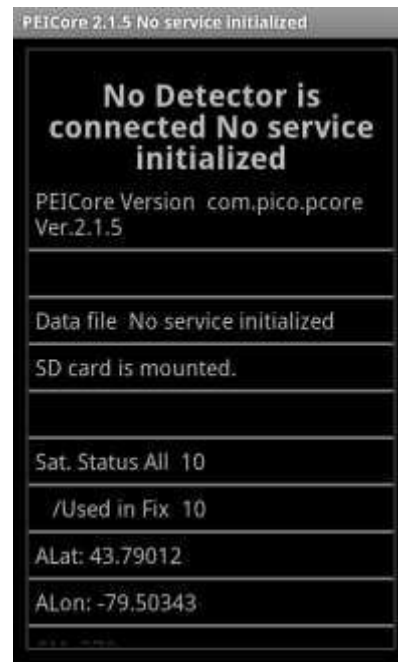 PEICore 2.1.5 No service initialized
No Detector is
connected No service
initialized
PEICore Version  com.pico.pcore
Ver.2.1.5
Data file  No service initialized
SD card is mounted.
Sat. Status All  10
/Used in Fix  10
ALat: 43.79012
ALon: -79.50343